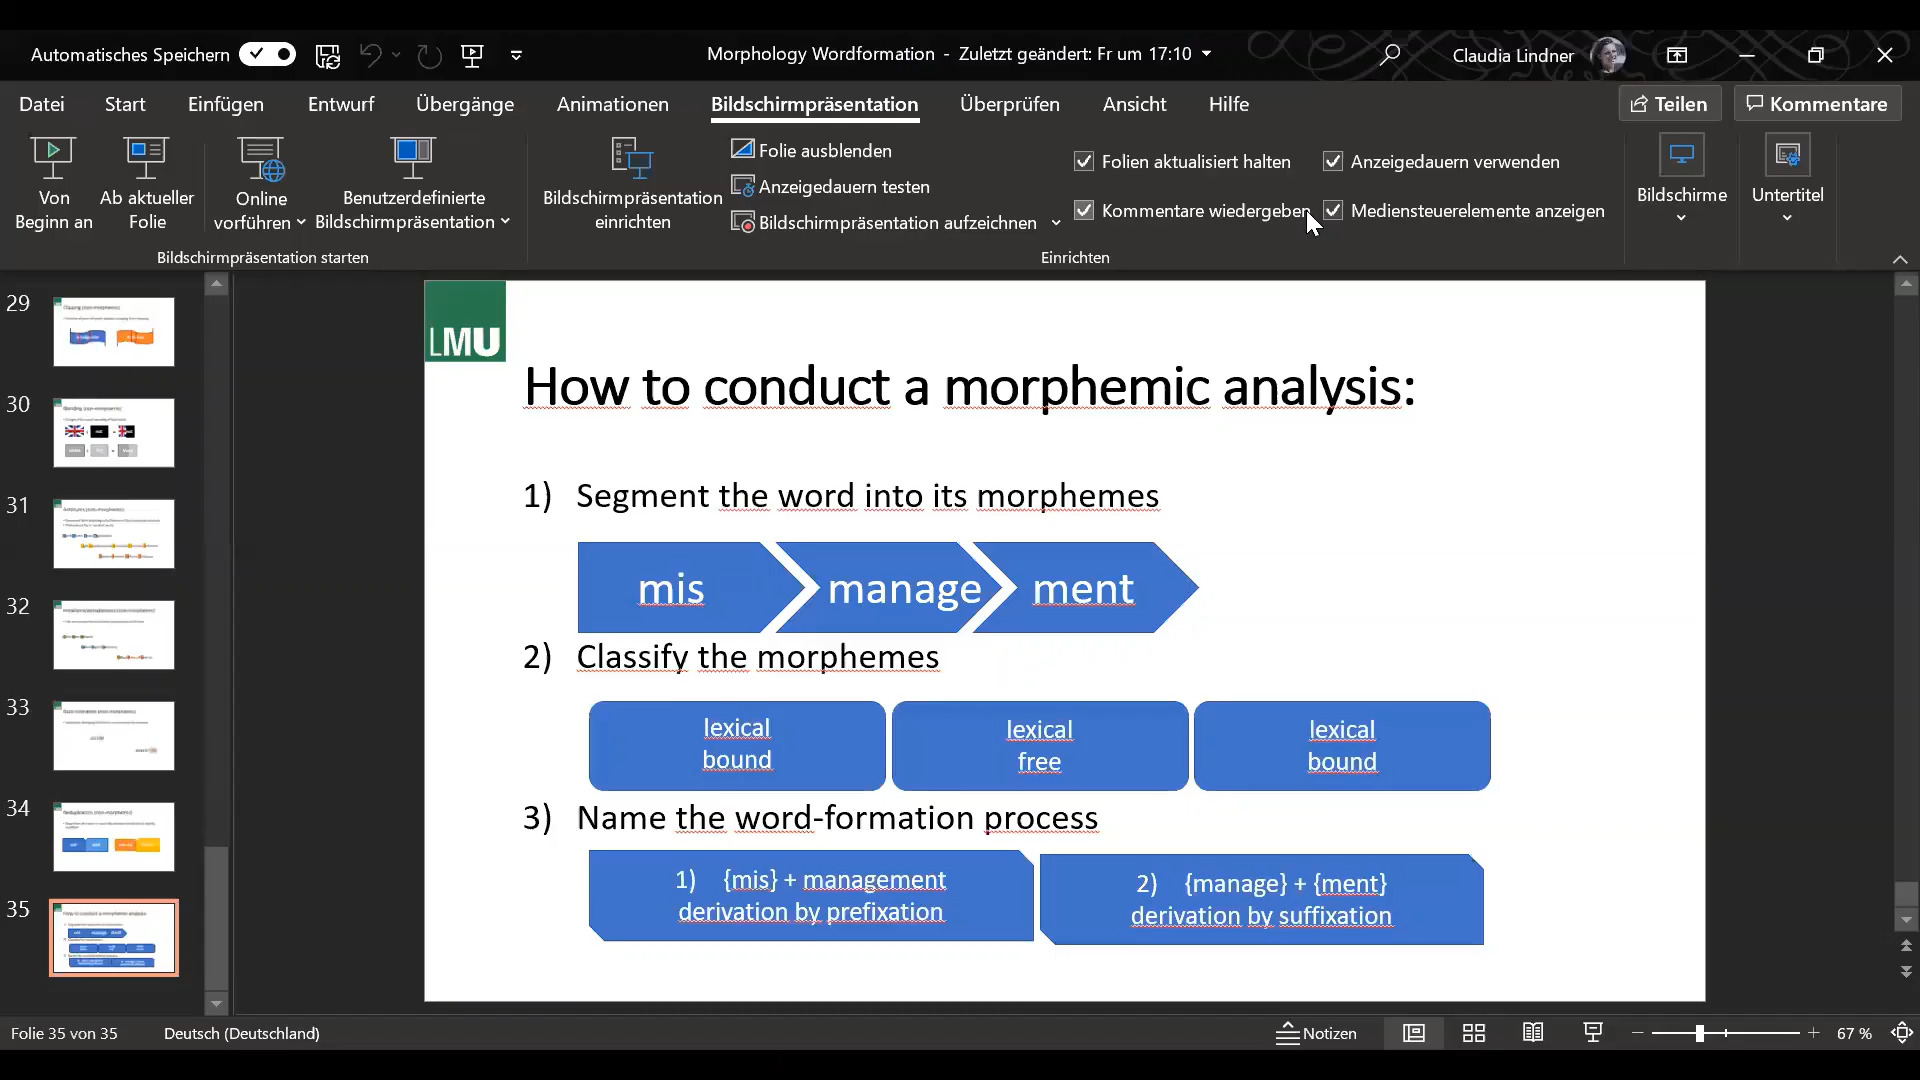 Automatisches Speichern
Morphology Wordformation - Zuletzt geändert: Fr um 17:10
Claudia Lindner
Datei Start Einfügen Entwurf Übergänge Animationen Bildschirmpräsentation Überprüfen Ansicht Hilfe
Teilen Kommentare
Von Beginn an
Ab aktueller Folie
Online vorführen
Benutzerdefinierte Bildschirmpräsentation
Bildschirmpräsentation starten
Bildschirmpräsentation einrichten
Folie ausblenden
Anzeigedauern testen
Bildschirmpräsentation aufzeichnen
Folien aktualisiert halten
Kommentare wiedergeben
Anzeigedauern verwenden
Mediensteuerelemente anzeigen
Einrichten
Bildschirme
Untertitel
29
30
31
32
33
34
35
LMU
How to conduct a morphemic analysis:
1) Segment the word into its morphemes
mis manage ment
2) Classify the morphemes
lexical bound
lexical free
lexical bound
3) Name the word-formation process
1) {mis} + management
derivation by prefixation
2) {manage} + {ment}
derivation by suffixation
Folie 35 von 35
Deutsch (Deutschland)
Notizen
67 %